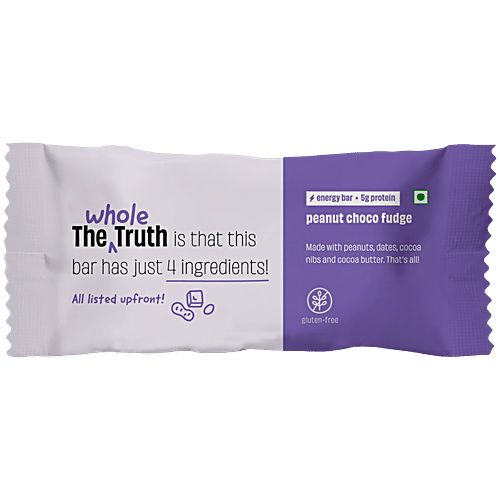 whole
The Truth is that this
bar has just 4 ingredients!
All listed upfront!
energy bar • 5g protein
peanut choco fudge
Made with peanuts, dates, cocoa
nibs and cocoa butter. That's all!
gluten-free